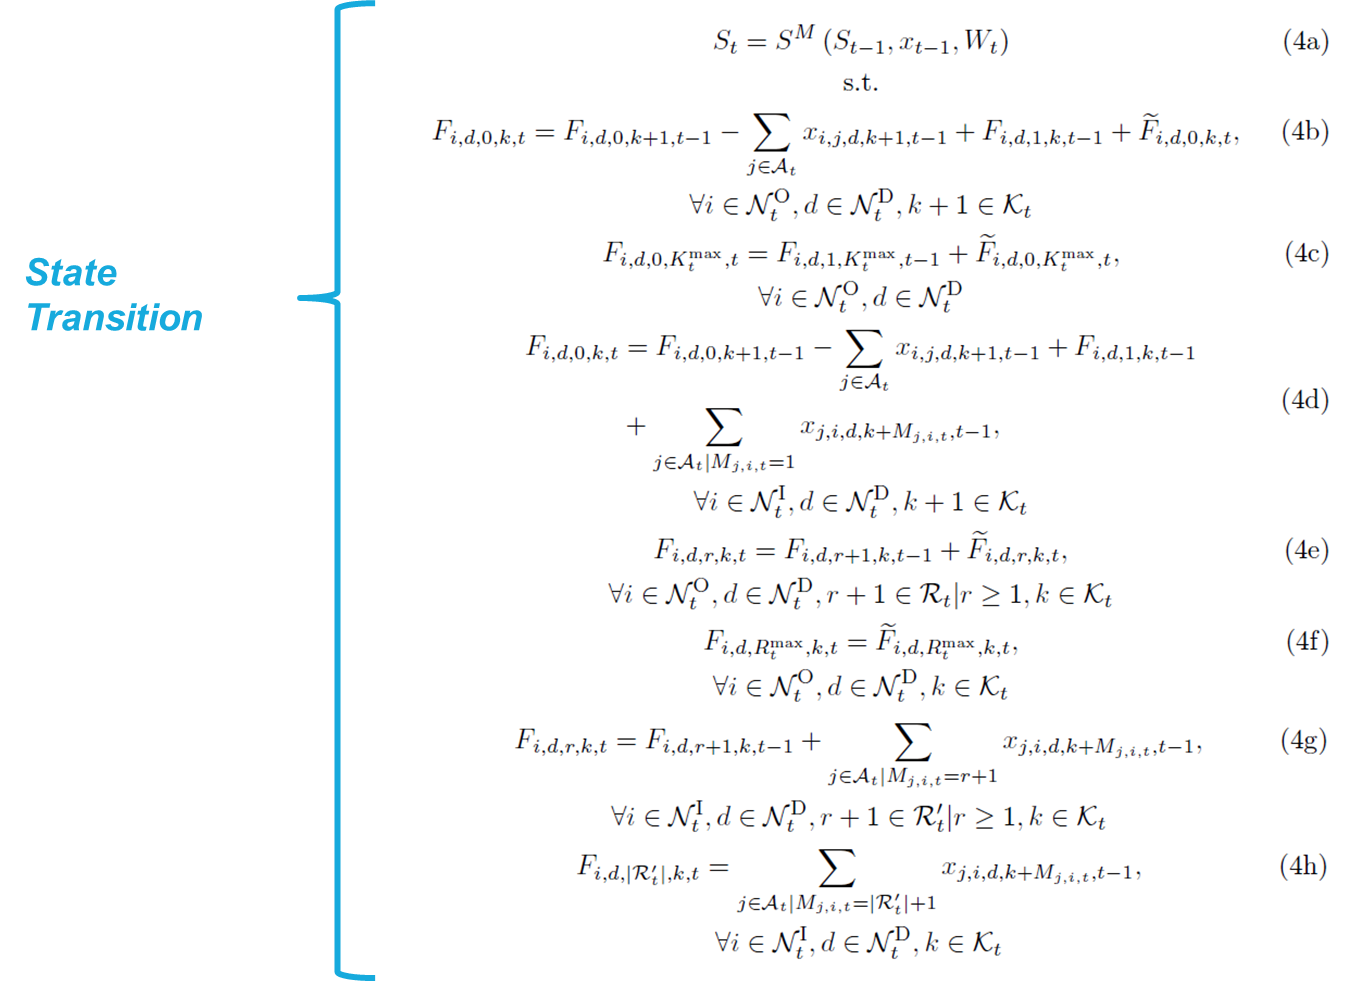 State
Transition
S_t = S^M (S_{t−1}, x_{t−1}, W_t) (4a)
s.t.
F_{i,d,0,k,t} = F_{i,d,0,k+1,t−1} − ∑_{j∈𝒜_t} x_{i,j,d,k+1,t−1} + F_{i,d,1,k,t−1} + F̃_{i,d,0,k,t}, (4b)
∀i ∈ 𝒩_t^O, d ∈ 𝒩_t^D, k + 1 ∈ 𝒦_t
F_{i,d,0,K_t^max,t} = F_{i,d,1,K_t^max,t−1} + F̃_{i,d,0,K_t^max,t}, (4c)
∀i ∈ 𝒩_t^O, d ∈ 𝒩_t^D
F_{i,d,0,k,t} = F_{i,d,0,k+1,t−1} − ∑_{j∈𝒜_t} x_{i,j,d,k+1,t−1} + F_{i,d,1,k,t−1}
+ ∑_{j∈𝒜_t|M_{j,i,t}=1} x_{j,i,d,k+M_{j,i,t},t−1}, (4d)
∀i ∈ 𝒩_t^I, d ∈ 𝒩_t^D, k + 1 ∈ 𝒦_t
F_{i,d,r,k,t} = F_{i,d,r+1,k,t−1} + F̃_{i,d,r,k,t}, (4e)
∀i ∈ 𝒩_t^O, d ∈ 𝒩_t^D, r + 1 ∈ ℛ_t|r ≥ 1, k ∈ 𝒦_t
F_{i,d,R_t^max,k,t} = F̃_{i,d,R_t^max,k,t}, (4f)
∀i ∈ 𝒩_t^O, d ∈ 𝒩_t^D, k ∈ 𝒦_t
F_{i,d,r,k,t} = F_{i,d,r+1,k,t−1} + ∑_{j∈𝒜_t|M_{j,i,t}=r+1} x_{j,i,d,k+M_{j,i,t},t−1}, (4g)
∀i ∈ 𝒩_t^I, d ∈ 𝒩_t^D, r + 1 ∈ ℛ′_t|r ≥ 1, k ∈ 𝒦_t
F_{i,d,|ℛ′_t|,k,t} = ∑_{j∈𝒜_t|M_{j,i,t}=|ℛ′_t|+1} x_{j,i,d,k+M_{j,i,t},t−1}, (4h)
∀i ∈ 𝒩_t^I, d ∈ 𝒩_t^D, k ∈ 𝒦_t